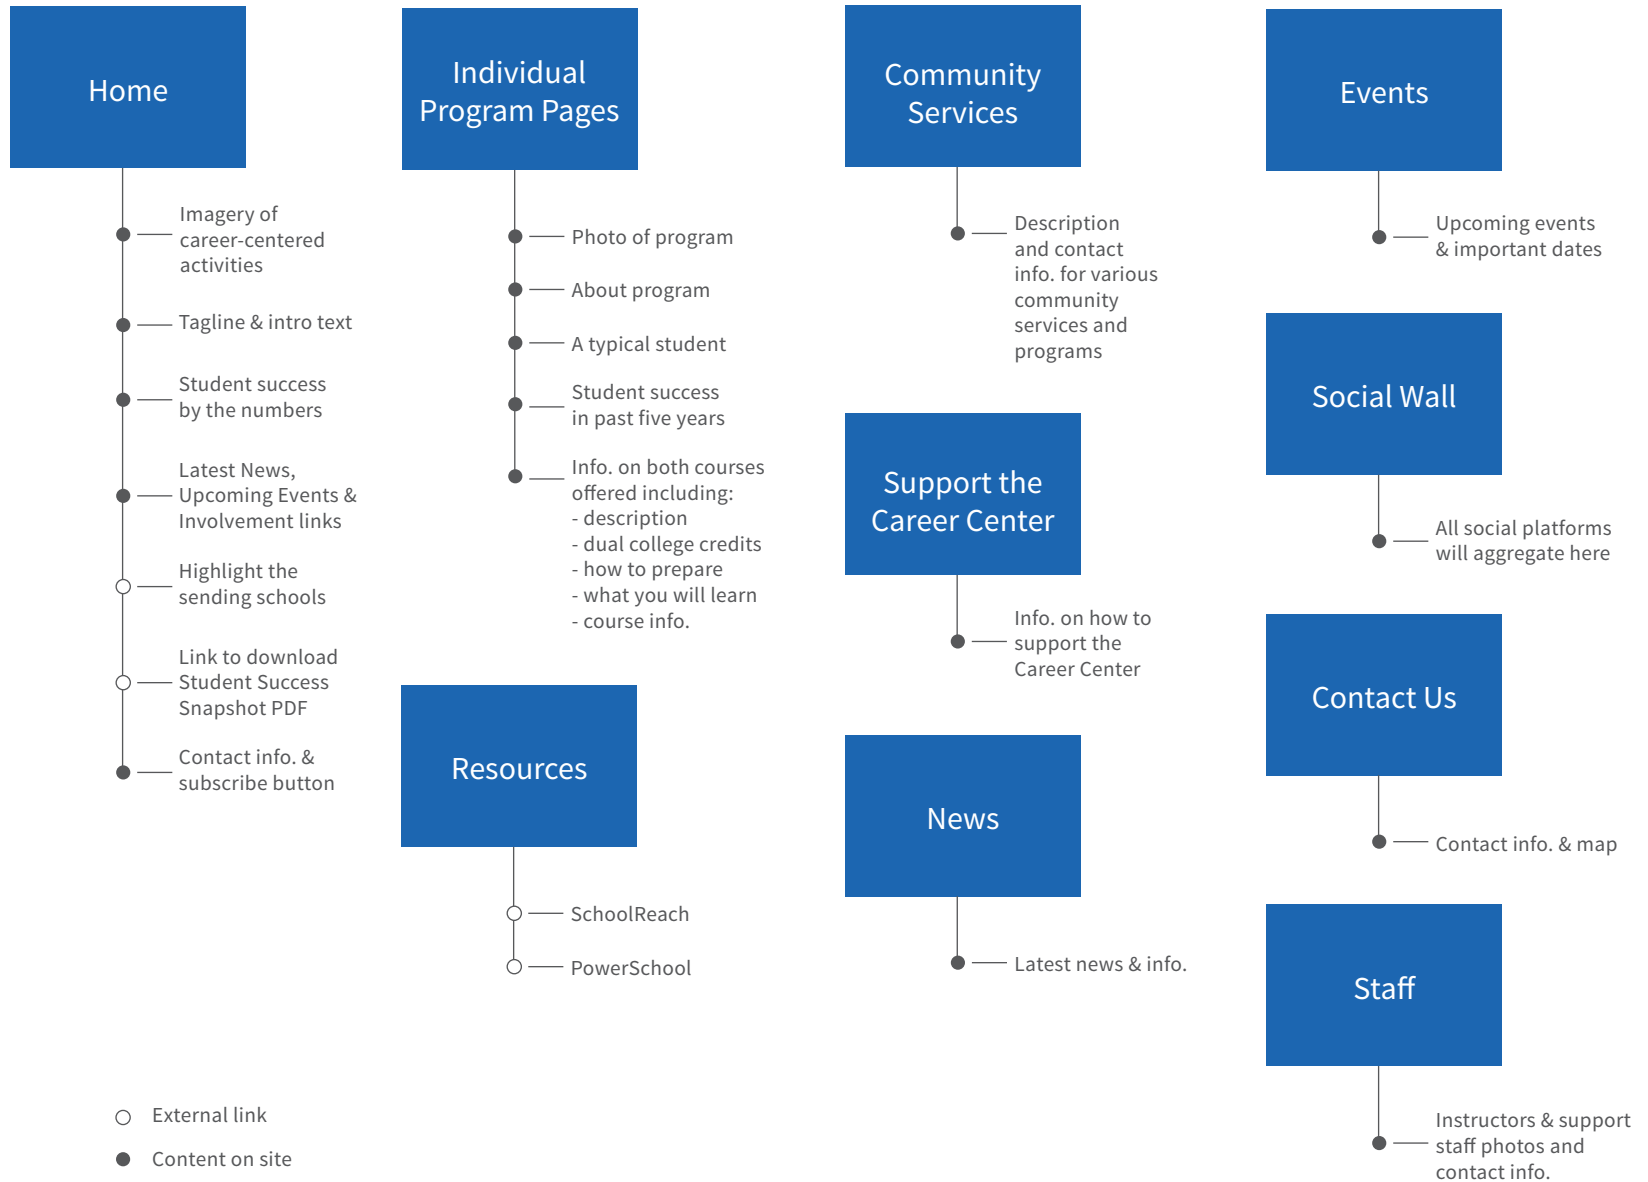 Home
Imagery of
career-centered
activities
Tagline & intro text
Student success
by the numbers
Latest News,
Upcoming Events &
Involvement links
Highlight the
sending schools
Link to download
Student Success
Snapshot PDF
Contact info. &
subscribe button
Individual
Program Pages
Photo of program
About program
A typical student
Student success
in past five years
Info. on both courses
offered including:
- description
- dual college credits
- how to prepare
- what you will learn
- course info.
Resources
SchoolReach
PowerSchool
Community
Services
Description
and contact
info. for various
community
services and
programs
Support the
Career Center
Info. on how to
support the
Career Center
News
Latest news & info.
Events
Upcoming events
& important dates
Social Wall
All social platforms
will aggregate here
Contact Us
Contact info. & map
Staff
Instructors & support
staff photos and
contact info.
External link
Content on site